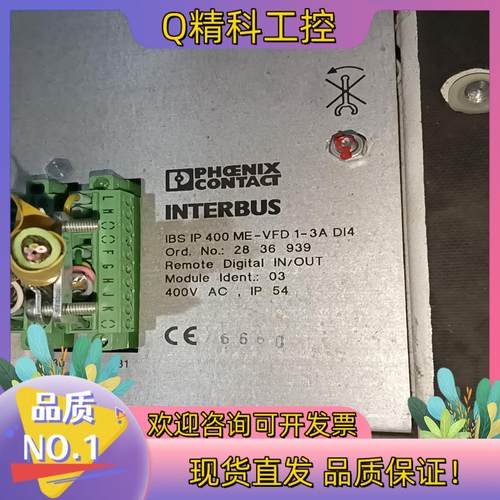 Q精科工控
PHŒNIX
CONTACT
INTERBUS
IBS IP 400 ME-VFD 1-3A DI4
Ord. No.: 28 36 939
Remote Digital IN/OUT
Module Ident.: 03
400V AC , IP 54
CE
L M
F G H J K
31
品质
NO.1
欢迎咨询可开发票
现货直发 品质保证!